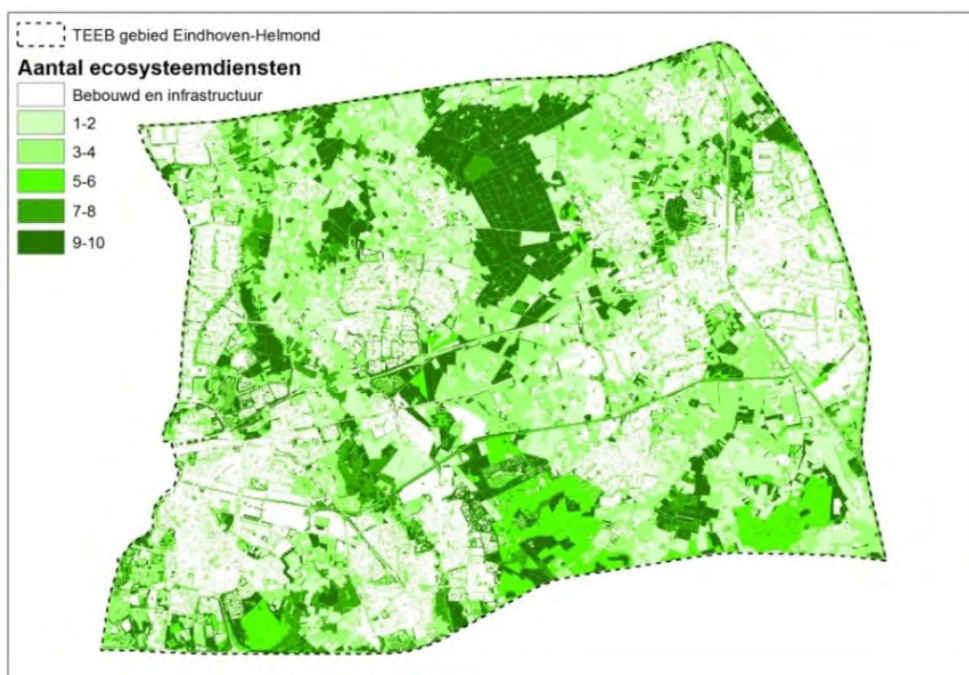 TEEB gebied Eindhoven-Helmond
Aantal ecosysteemdiensten
Bebouwd en infrastructuur
1-2
3-4
5-6
7-8
9-10